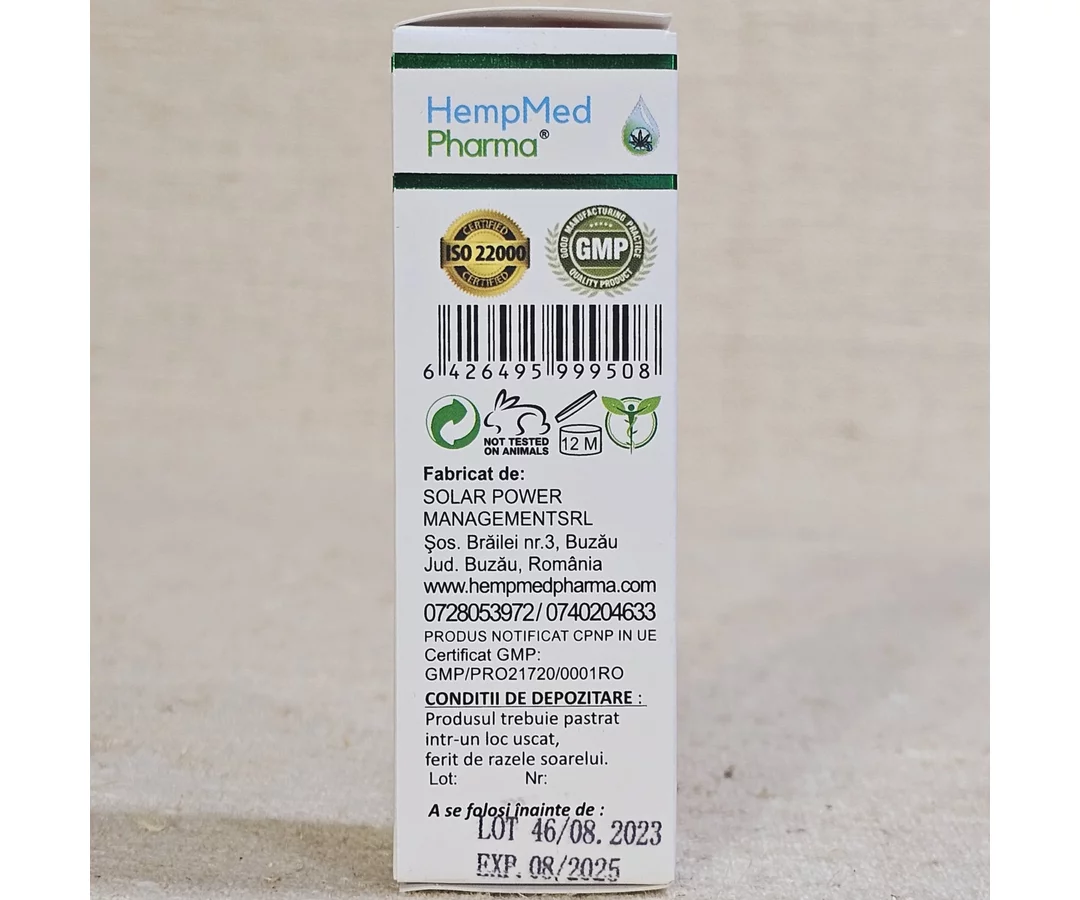 HempMed
Pharma®
CERTIFIED
ISO 22000
CERTIFIED
GOOD MANUFACTURING PRACTICE
GMP
QUALITY PRODUCT
6 426495 999508
NOT TESTED
ON ANIMALS
12 M
Fabricat de:
SOLAR POWER
MANAGEMENTSRL
Şos. Brăilei nr.3, Buzău
Jud. Buzău, România
www.hempmedpharma.com
0728053972/0740204633
PRODUS NOTIFICAT CPNP IN UE
Certificat GMP:
GMP/PRO21720/0001RO
CONDITII DE DEPOZITARE :
Produsul trebuie pastrat
intr-un loc uscat,
ferit de razele soarelui.
Lot: Nr:
A se folosi înainte de :
LOT 46/08. 2023
EXP. 08/2025